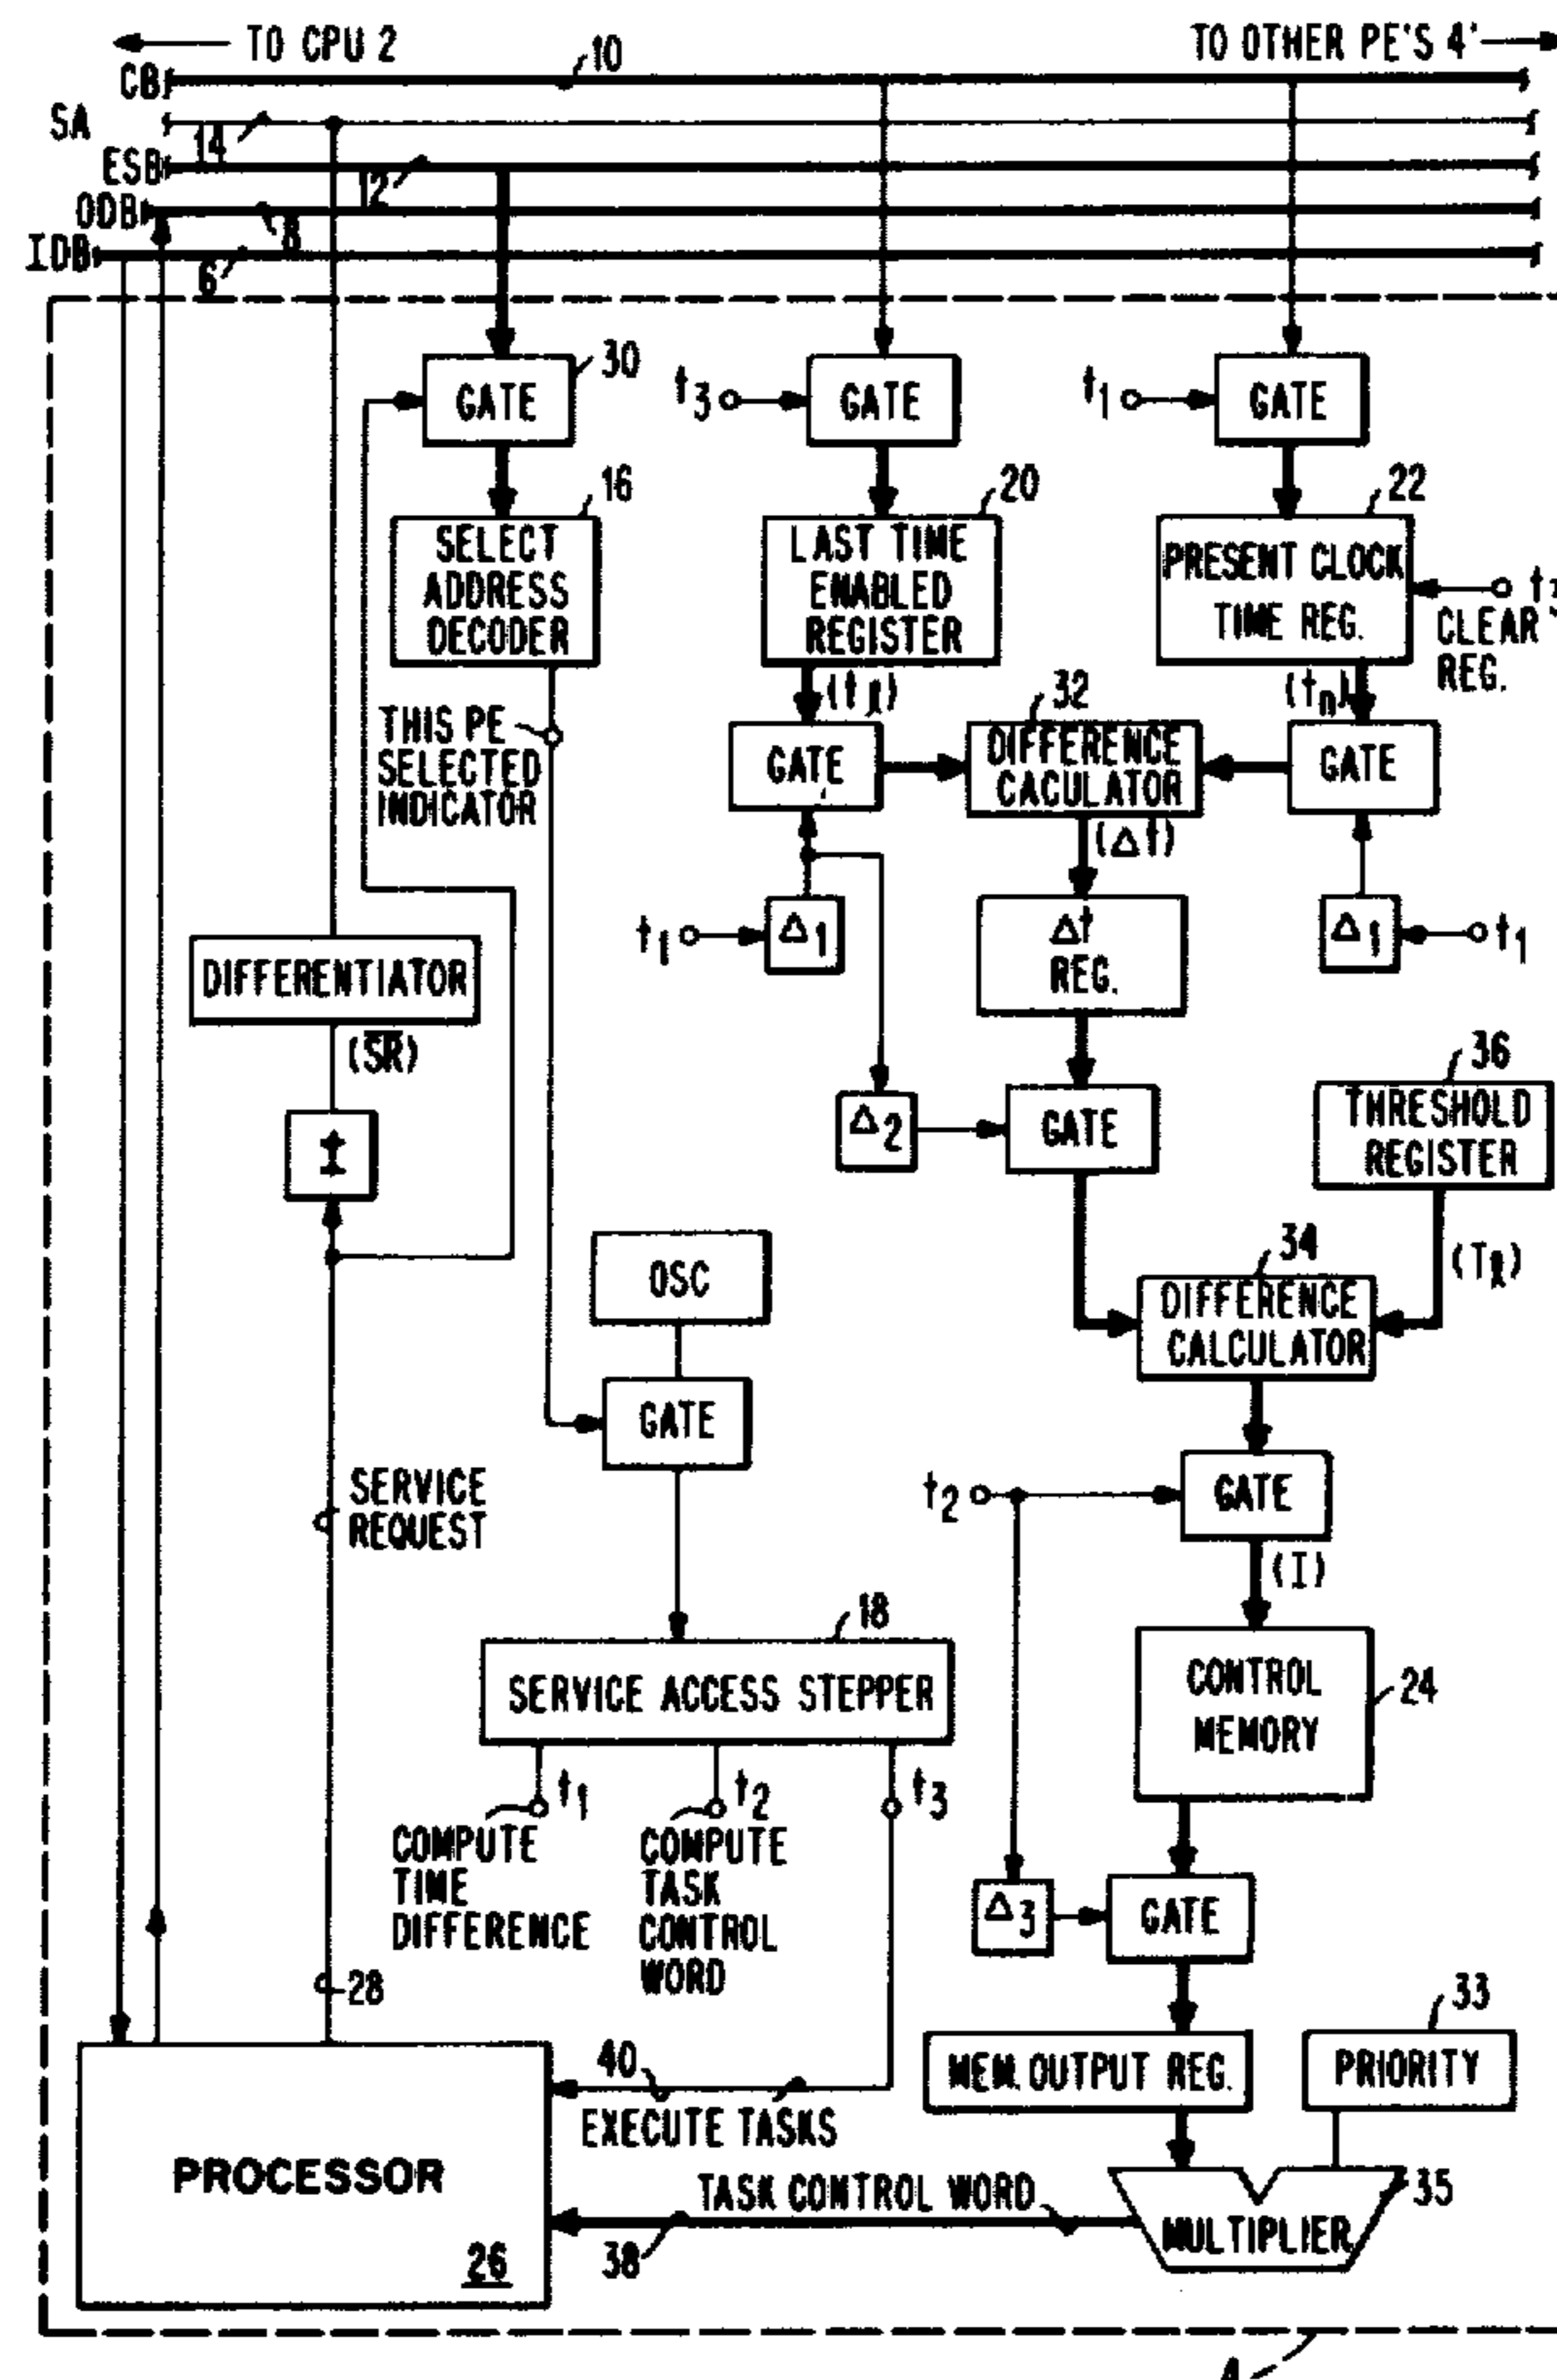 TO CPU 2
TO OTHER PE'S 4'
CB
10
SA
14
ESB
12
ODB
8
IDB
6
GATE
30
t3
GATE
t1
GATE
16
20
22
SELECT
ADDRESS
DECODER
LAST TIME
ENABLED
REGISTER
PRESENT CLOCK
TIME REG.
CLEAR
REG.
(tℓ)
(tn)
THIS PE
SELECTED
INDICATOR
GATE
32
DIFFERENCE
CACULATOR
GATE
(Δt)
t1
Δ1
Δt
REG.
Δ1
t1
DIFFERENTIATOR
(S̅R̅)
36
THRESHOLD
REGISTER
Δ2
GATE
I
(Tℓ)
34
OSC
DIFFERENCE
CALCULATOR
GATE
SERVICE
REQUEST
t2
GATE
(I)
18
SERVICE ACCESS STEPPER
CONTROL
MEMORY
24
t1
t2
t3
COMPUTE
TIME
DIFFERENCE
COMPUTE
TASK
CONTROL
WORD
Δ3
GATE
28
33
40
MEM. OUTPUT REG.
PRIORITY
EXECUTE TASKS
PROCESSOR
26
TASK CONTROL WORD
38
35
MULTIPLIER
4